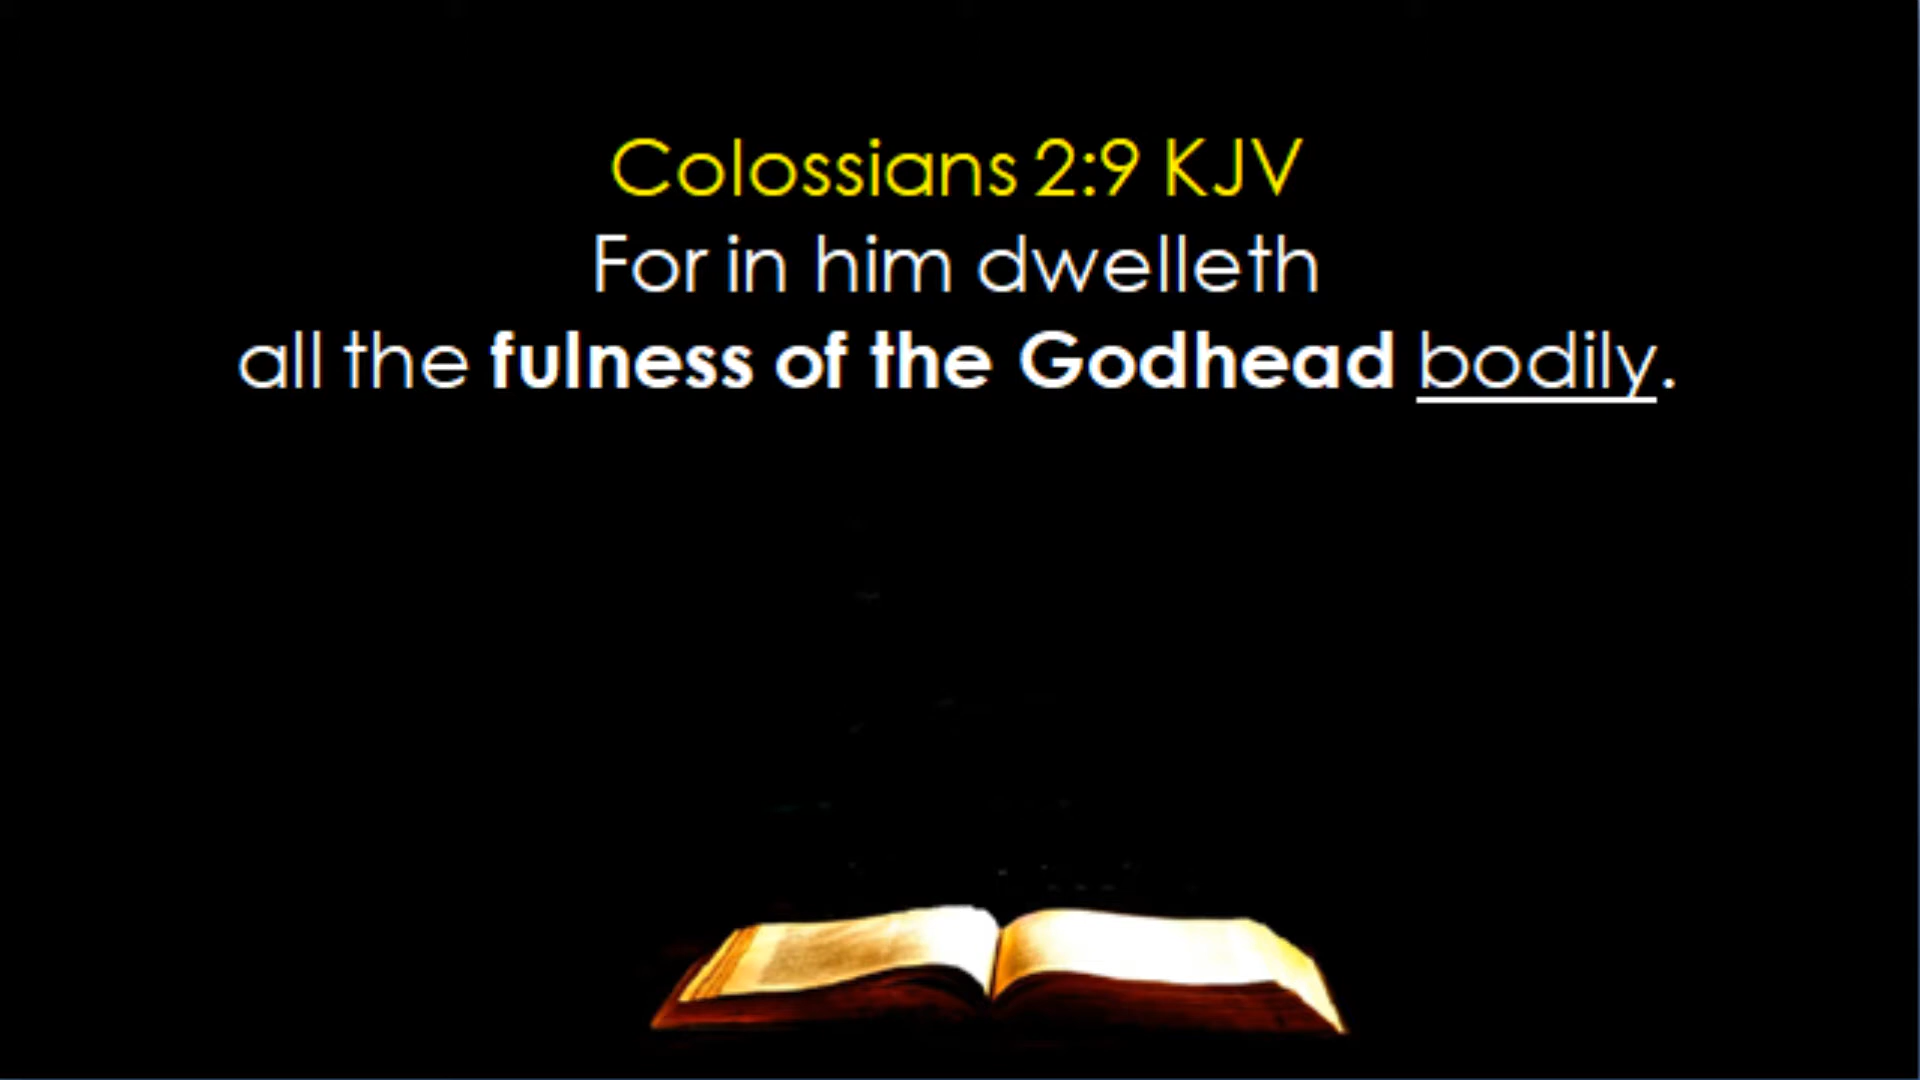 Colossians 2:9 KJV
For in him dwelleth
all the fulness of the Godhead bodily.